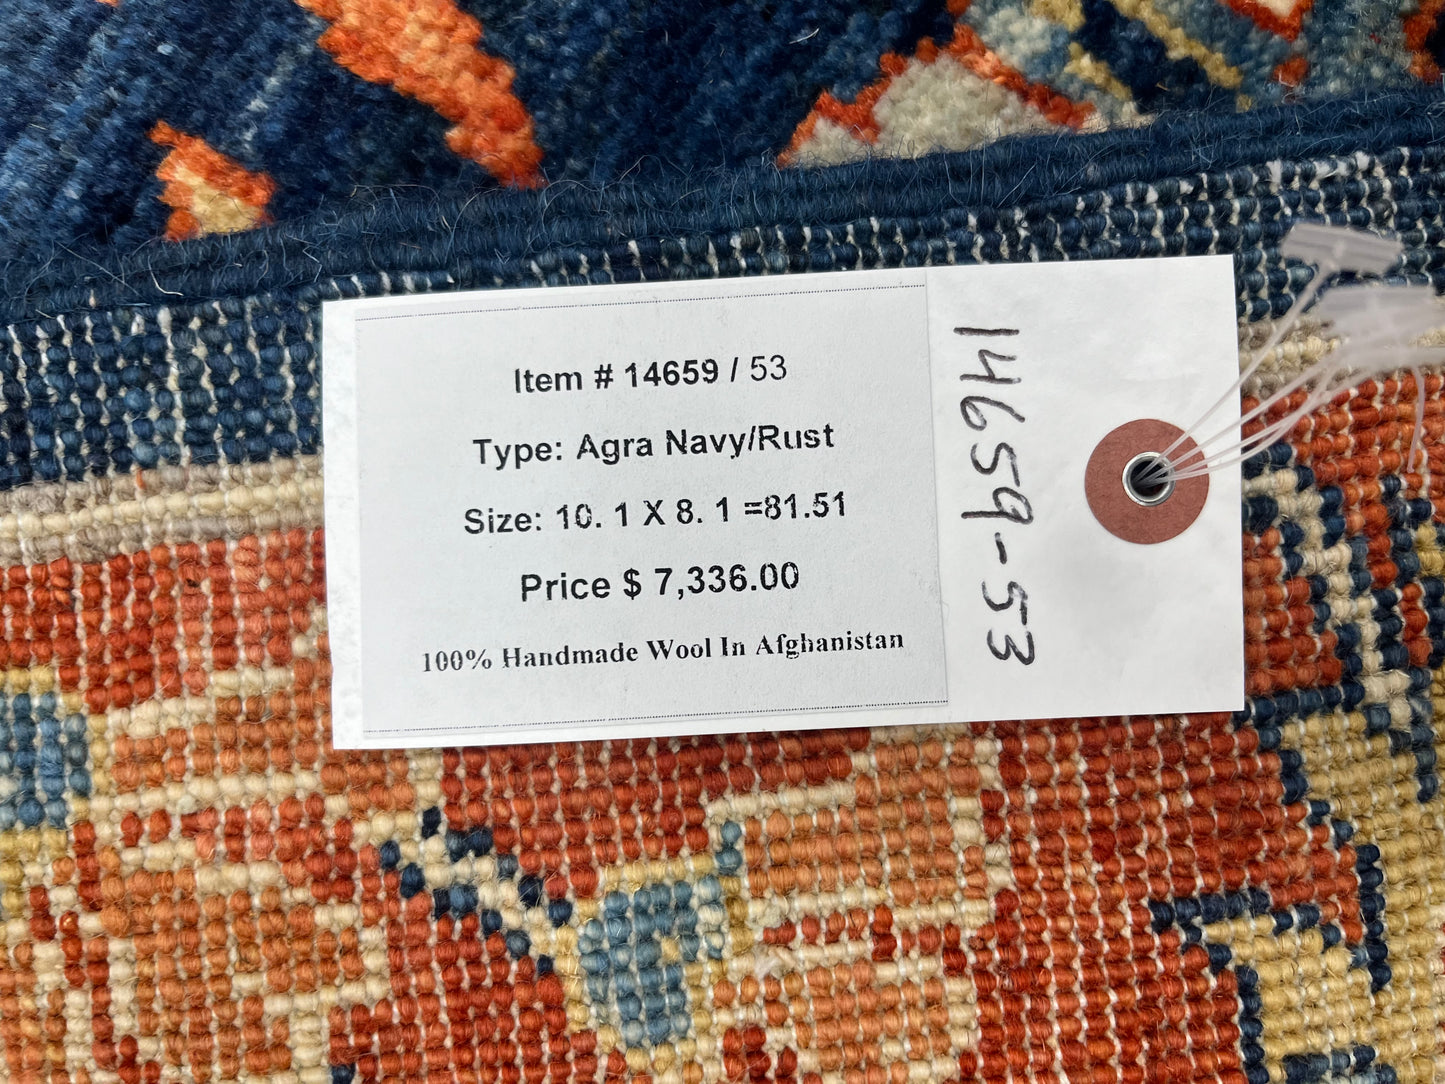 Item # 14659 / 53
Type: Agra Navy/Rust
Size: 10. 1 X 8. 1 =81.51
Price $ 7,336.00
100% Handmade Wool In Afghanistan
14659-53